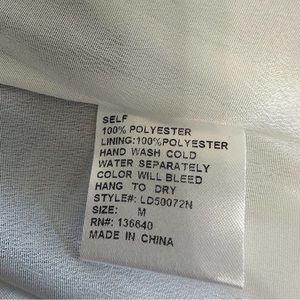 SELF
100% POLYESTER
LINING:100%POLYESTER
HAND WASH COLD
WATER SEPARATELY
COLOR WILL BLEED
HANG TO DRY
STYLE#: LD50072N
SIZE: M
RN#: 136640
MADE IN CHINA